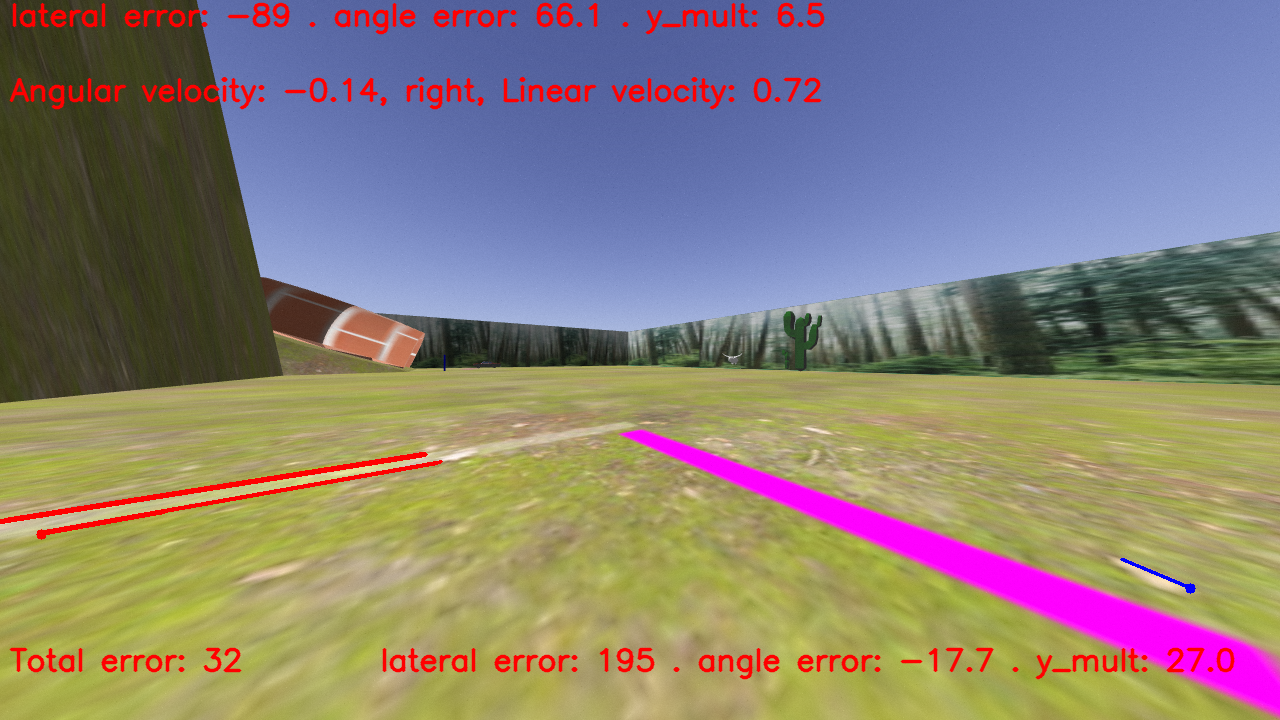 lateral error: −89 . angle error: 66.1 . y_mult: 6.5
Angular velocity: −0.14, right, Linear velocity: 0.72
Total error: 32
lateral error: 195 . angle error: −17.7 . y_mult: 27.0